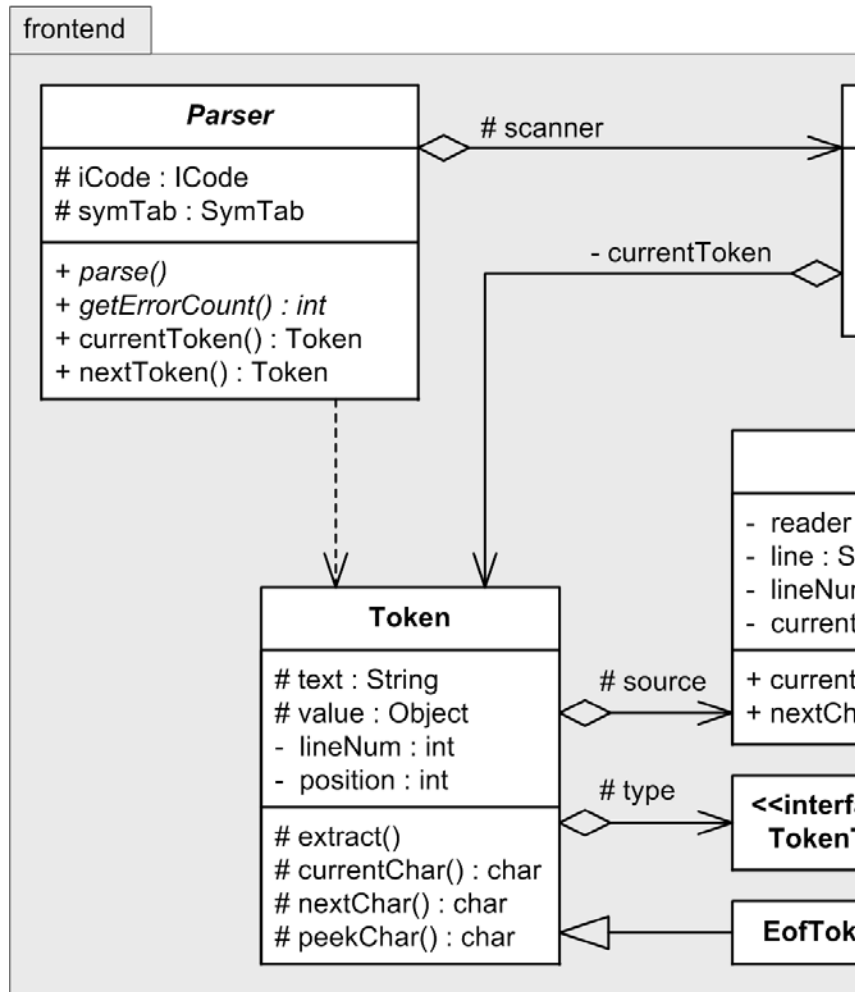 frontend
Parser
# iCode : ICode
# symTab : SymTab
+ parse()
+ getErrorCount() : int
+ currentToken() : Token
+ nextToken() : Token
# scanner
- currentToken
- reader
- line : S
- lineNu
- current
+ current
+ nextCh
Token
# text : String
# value : Object
- lineNum : int
- position : int
# extract()
# currentChar() : char
# nextChar() : char
# peekChar() : char
# source
# type
<<interfa
TokenT
EofTok